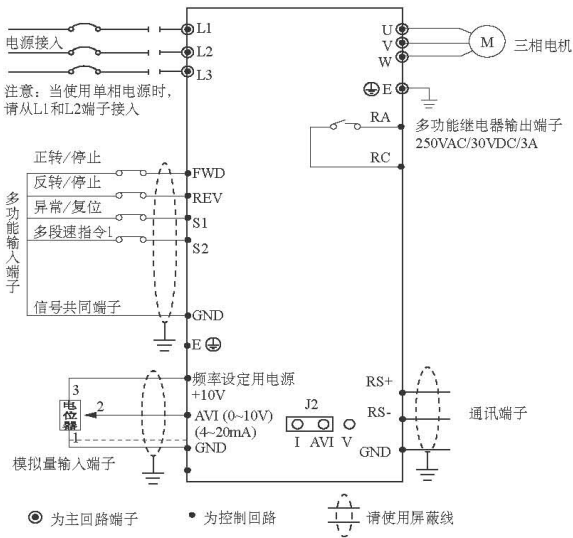 电源接入
L1
L2
L3
注意：当使用单相电源时，
请从L1和L2端子接入
U
V
W
M
三相电机
E
RA
RC
多功能继电器输出端子
250VAC/30VDC/3A
多功能输入端子
正转/停止
FWD
反转/停止
REV
异常/复位
S1
多段速指令1
S2
信号共同端子
GND
E
3
电位器
2
1
频率设定用电源
+10V
AVI (0~10V)
(4~20mA)
GND
模拟量输入端子
J2
I AVI V
RS+
RS-
GND
通讯端子
为主回路端子
为控制回路
请使用屏蔽线